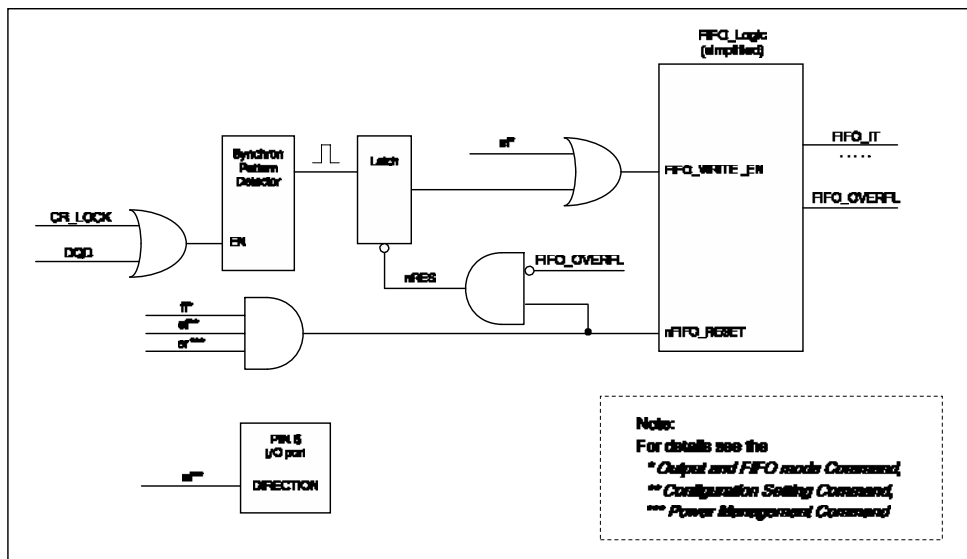 FIFO_Logic
(simplified)
FIFO_IT
.....
FIFO_OVERFL
FIFO_WRITE_EN
Synchron
Pattern
Detector
EN
Latch
CR_LOCK
DQD
nRES
FIFO_OVERFL
ff*
ef**
er***
nFIFO_RESET
PIN 6
I/O port
DIRECTION
Note:
For details see the
* Output and FIFO mode Command,
** Configuration Setting Command,
*** Power Management Command